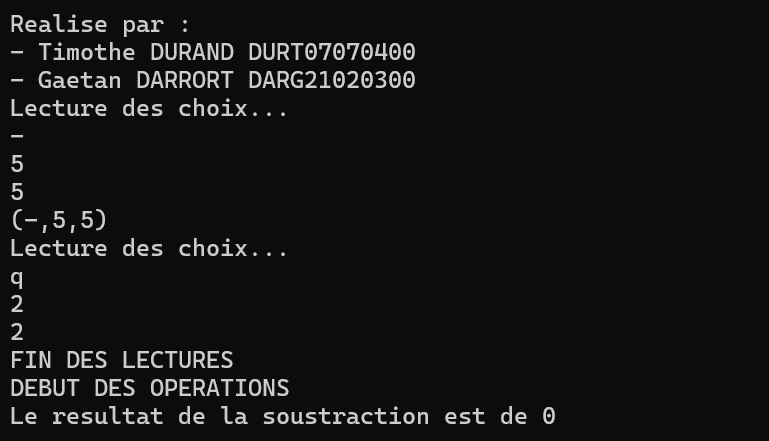 Realise par :
- Timothe DURAND DURT07070400
- Gaetan DARRORT DARG21020300
Lecture des choix...
-
5
5
(-,5,5)
Lecture des choix...
q
2
2
FIN DES LECTURES
DEBUT DES OPERATIONS
Le resultat de la soustraction est de 0